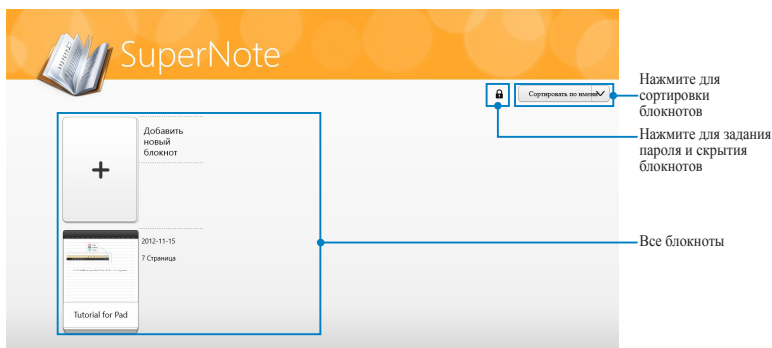 SuperNote
Сортировать по имени
Нажмите для
сортировки
блокнотов
Нажмите для задания
пароля и скрытия
блокнотов
Добавить
новый
блокнот
2012-11-15
7 Страница
Tutorial for Pad
Все блокноты